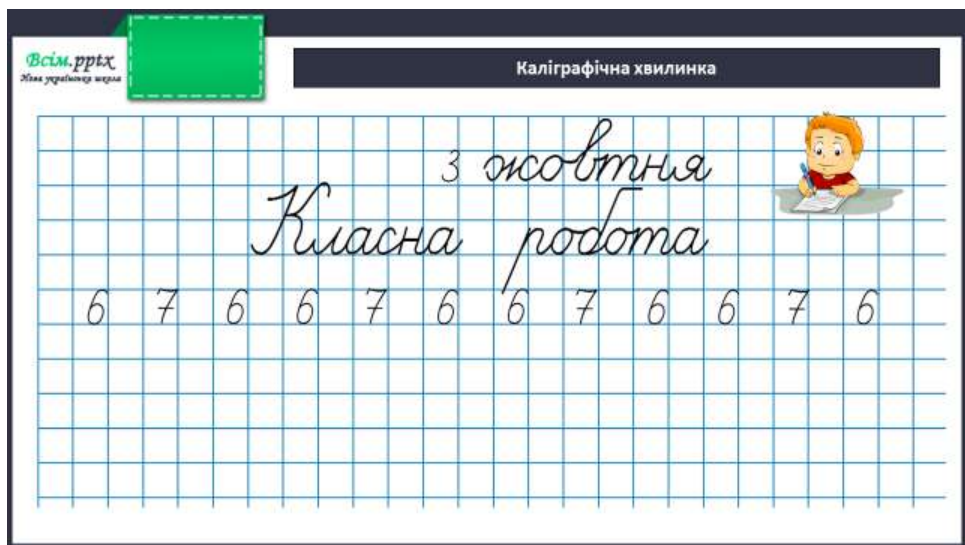 Всім.pptx
Нова українська школа
Каліграфічна хвилинка
3 жовтня
Класна робота
6 7 6 6 7 6 6 7 6 6 7 6